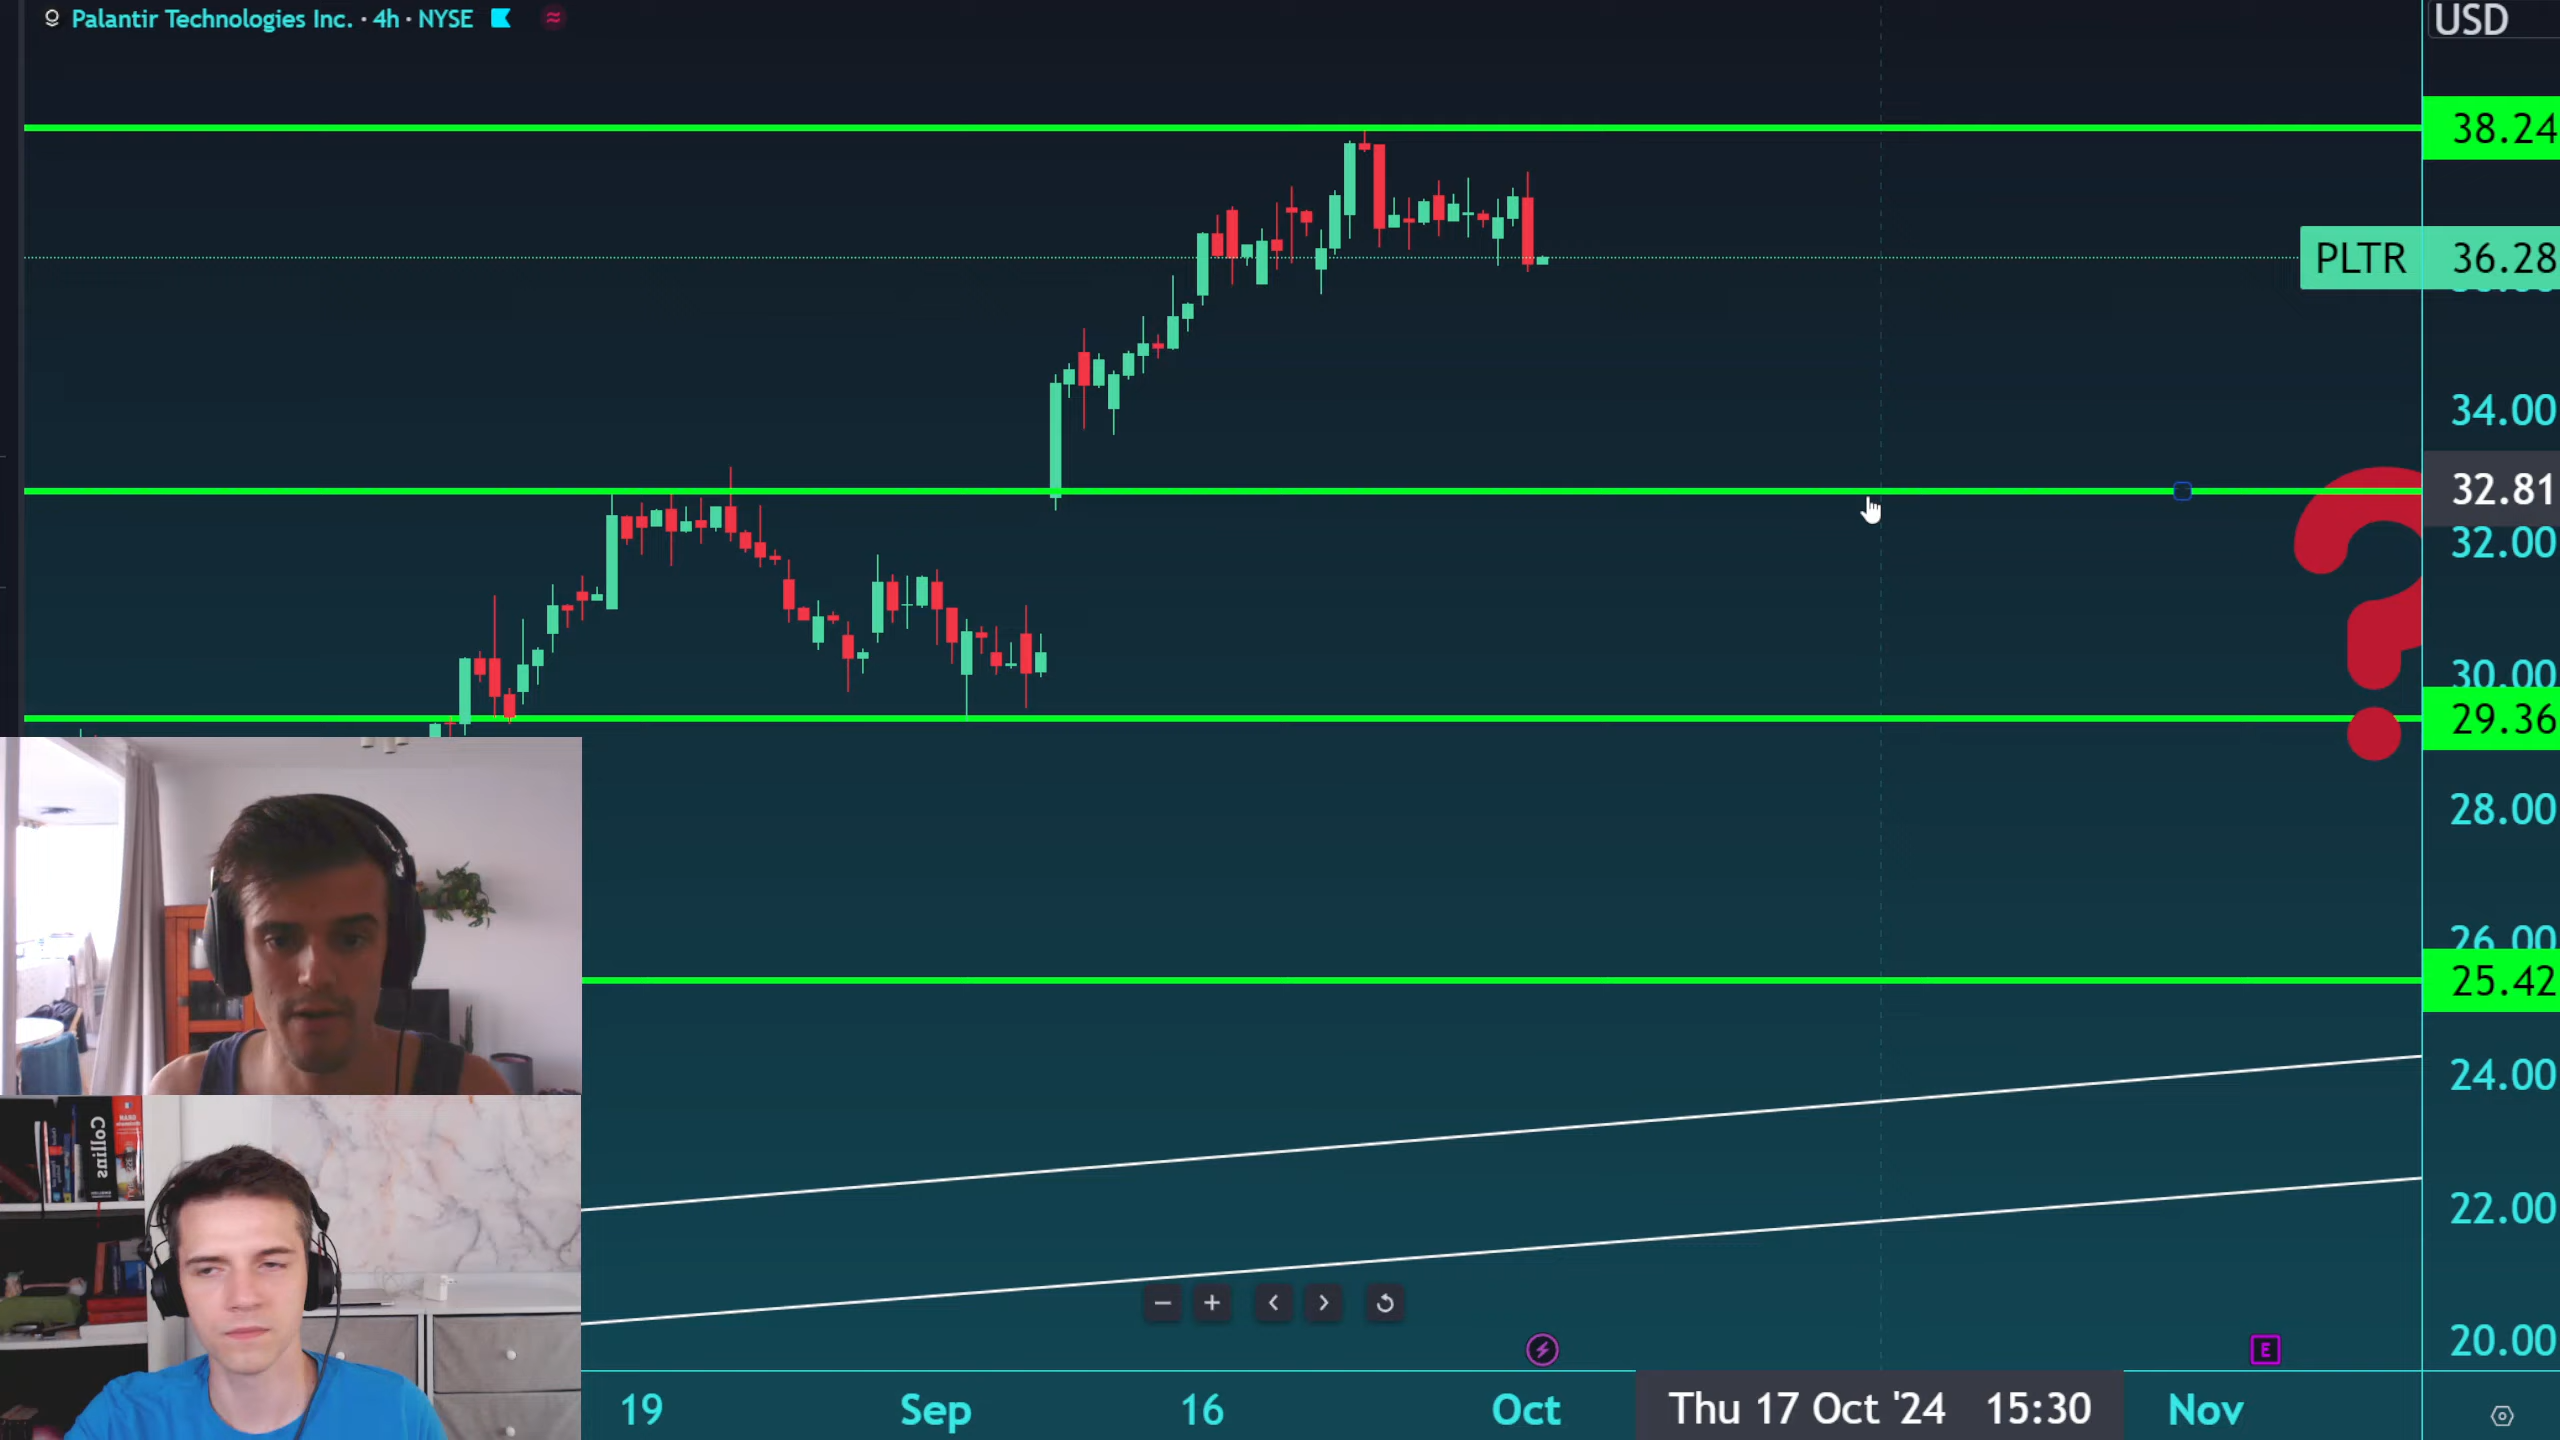 Palantir Technologies Inc. · 4h · NYSE
USD
38.24
PLTR 36.28
34.00
32.81
32.00
30.00
29.36
28.00
26.00
25.42
24.00
22.00
20.00
E
19 Sep 16 Oct Thu 17 Oct '24 15:30 Nov
Collins